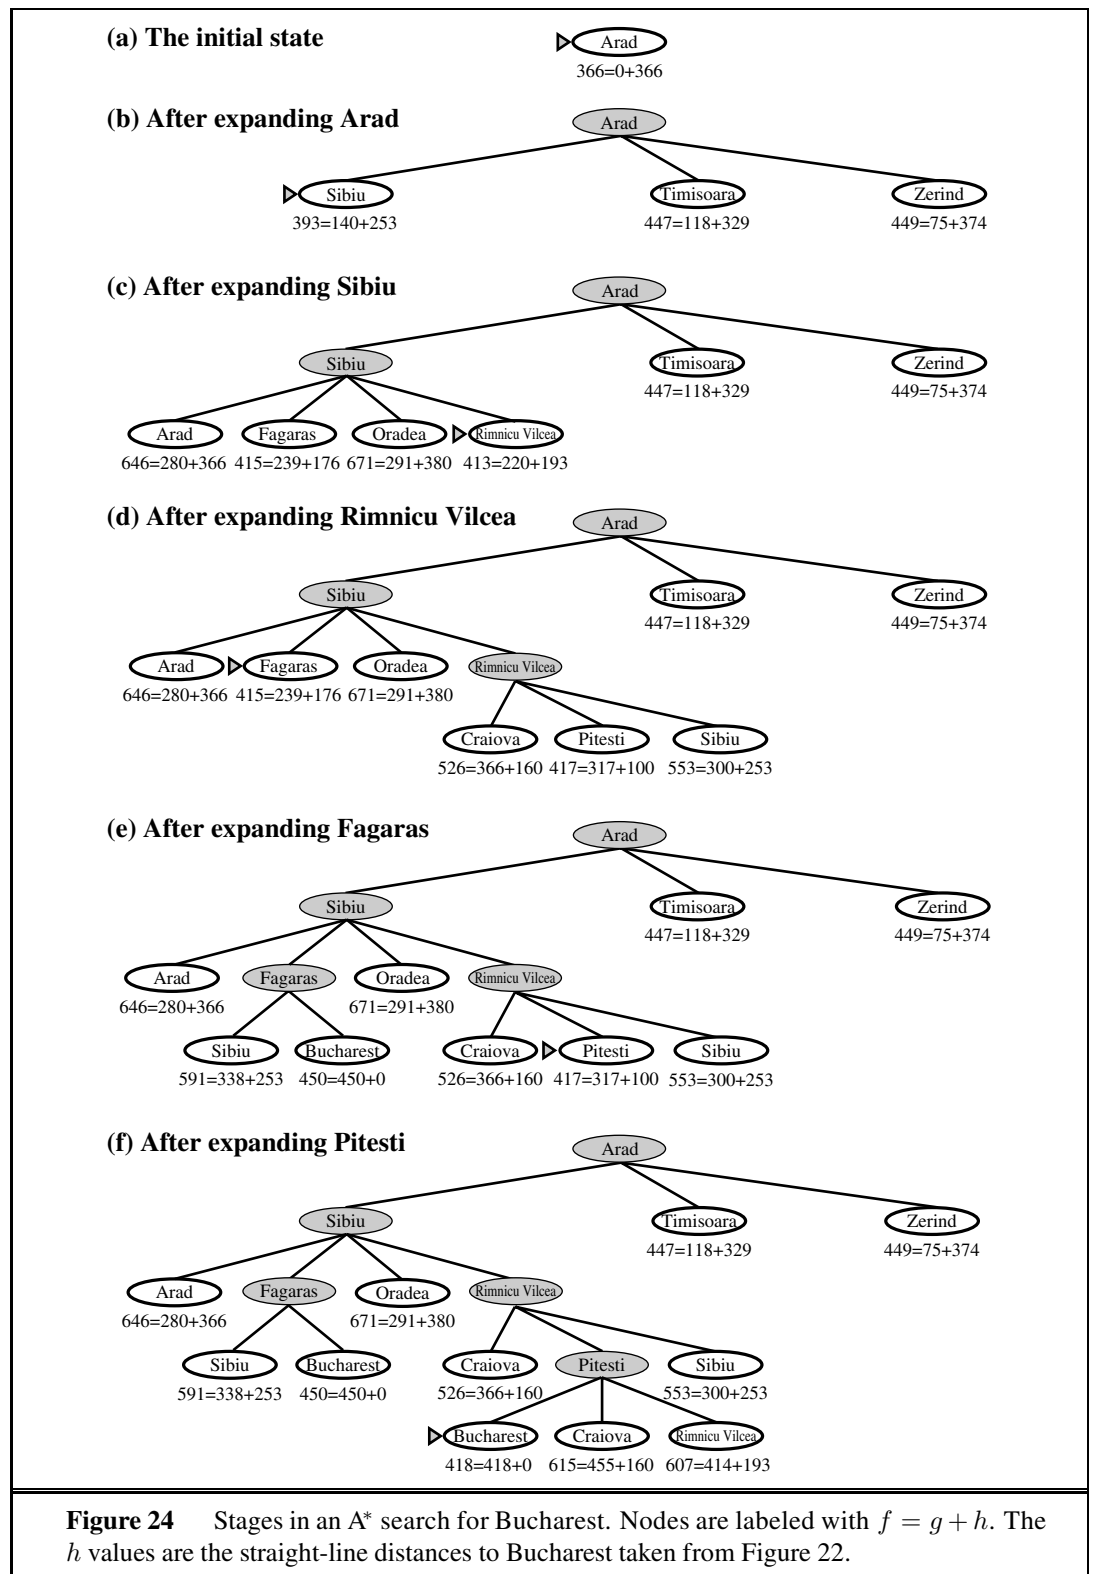 (a) The initial state
Arad
366=0+366
(b) After expanding Arad
Arad
Sibiu Timisoara Zerind
393=140+253 447=118+329 449=75+374
(c) After expanding Sibiu
Arad
Sibiu Timisoara Zerind
447=118+329 449=75+374
Arad Fagaras Oradea Rimnicu Vilcea
646=280+366 415=239+176 671=291+380 413=220+193
(d) After expanding Rimnicu Vilcea
Arad
Sibiu Timisoara Zerind
447=118+329 449=75+374
Arad Fagaras Oradea Rimnicu Vilcea
646=280+366 415=239+176 671=291+380
Craiova Pitesti Sibiu
526=366+160 417=317+100 553=300+253
(e) After expanding Fagaras
Arad
Sibiu Timisoara Zerind
447=118+329 449=75+374
Arad Fagaras Oradea Rimnicu Vilcea
646=280+366 671=291+380
Sibiu Bucharest Craiova Pitesti Sibiu
591=338+253 450=450+0 526=366+160 417=317+100 553=300+253
(f) After expanding Pitesti
Arad
Sibiu Timisoara Zerind
447=118+329 449=75+374
Arad Fagaras Oradea Rimnicu Vilcea
646=280+366 671=291+380
Sibiu Bucharest Craiova Pitesti Sibiu
591=338+253 450=450+0 526=366+160 553=300+253
Bucharest Craiova Rimnicu Vilcea
418=418+0 615=455+160 607=414+193
Figure 24 Stages in an A* search for Bucharest. Nodes are labeled with f = g + h. The
h values are the straight-line distances to Bucharest taken from Figure 22.